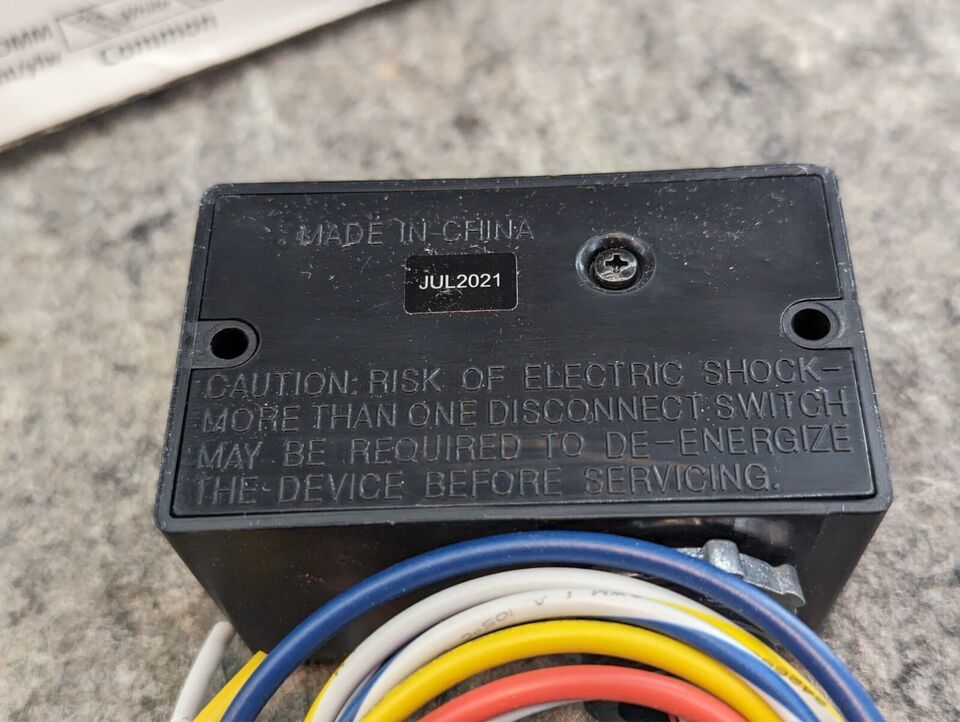 Common
MADE IN CHINA
JUL2021
CAUTION: RISK OF ELECTRIC SHOCK-
MORE THAN ONE DISCONNECT SWITCH
MAY BE REQUIRED TO DE-ENERGIZE
THE DEVICE BEFORE SERVICING.